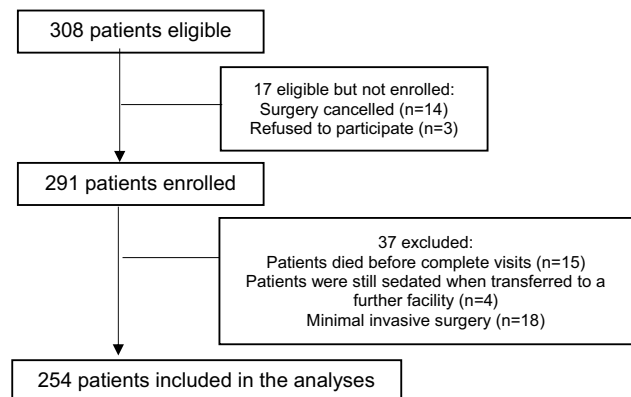 308 patients eligible
17 eligible but not enrolled:
Surgery cancelled (n=14)
Refused to participate (n=3)
291 patients enrolled
37 excluded:
Patients died before complete visits (n=15)
Patients were still sedated when transferred to a
further facility (n=4)
Minimal invasive surgery (n=18)
254 patients included in the analyses